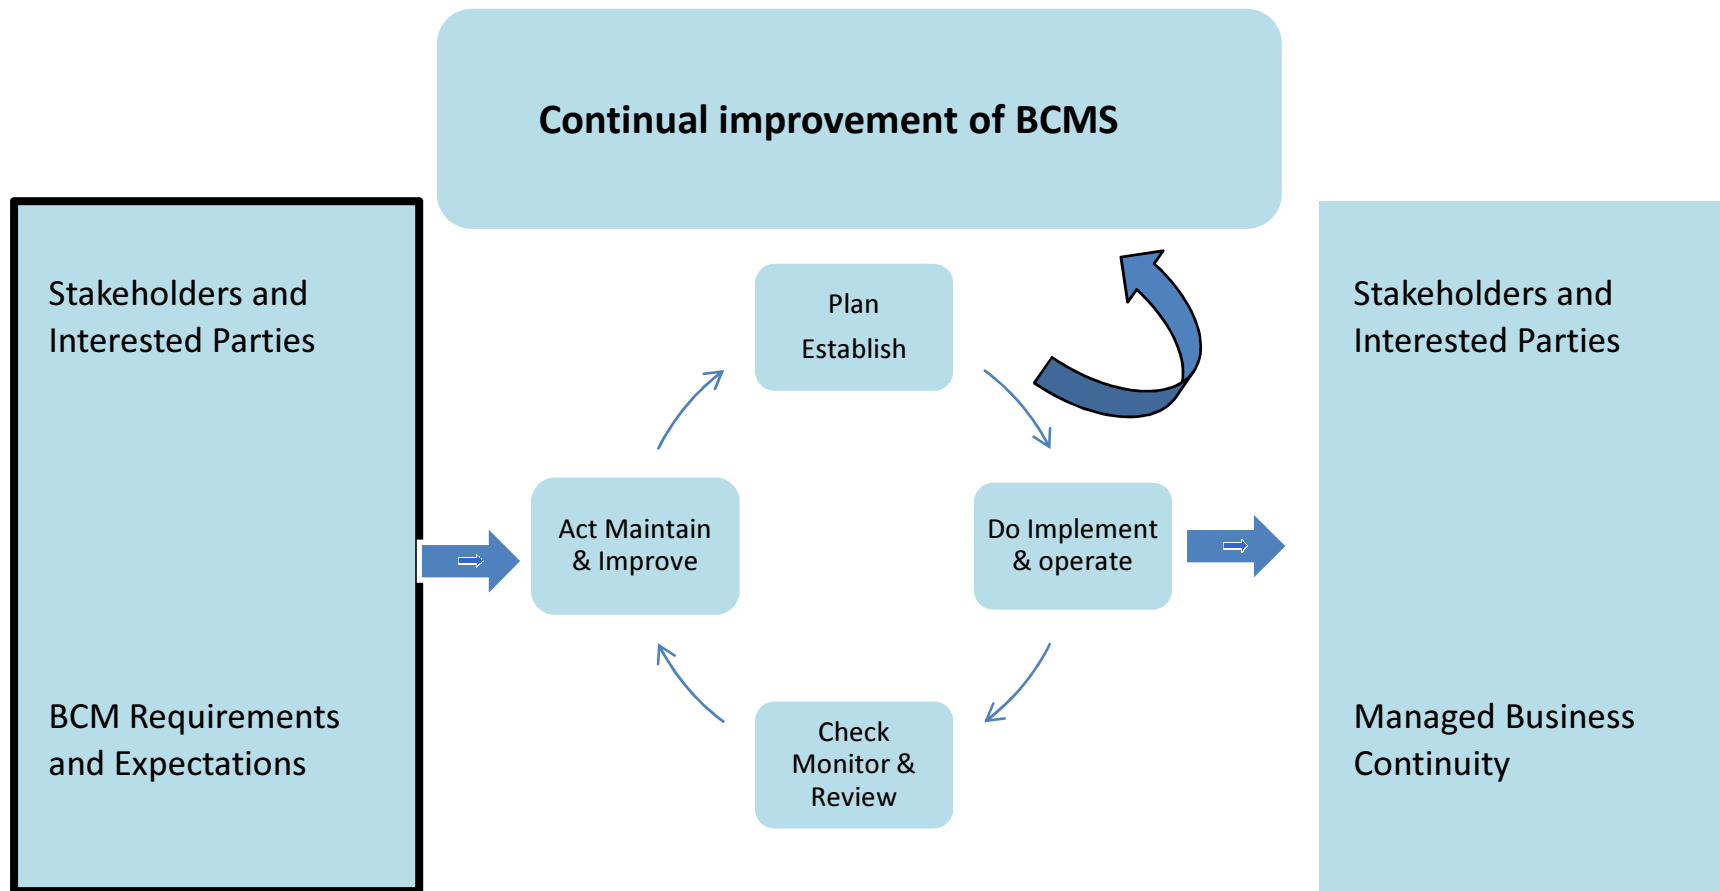 Continual improvement of BCMS
Stakeholders and
Interested Parties
BCM Requirements
and Expectations
Plan
Establish
Act Maintain
& Improve
Do Implement
& operate
Check
Monitor &
Review
Stakeholders and
Interested Parties
Managed Business
Continuity